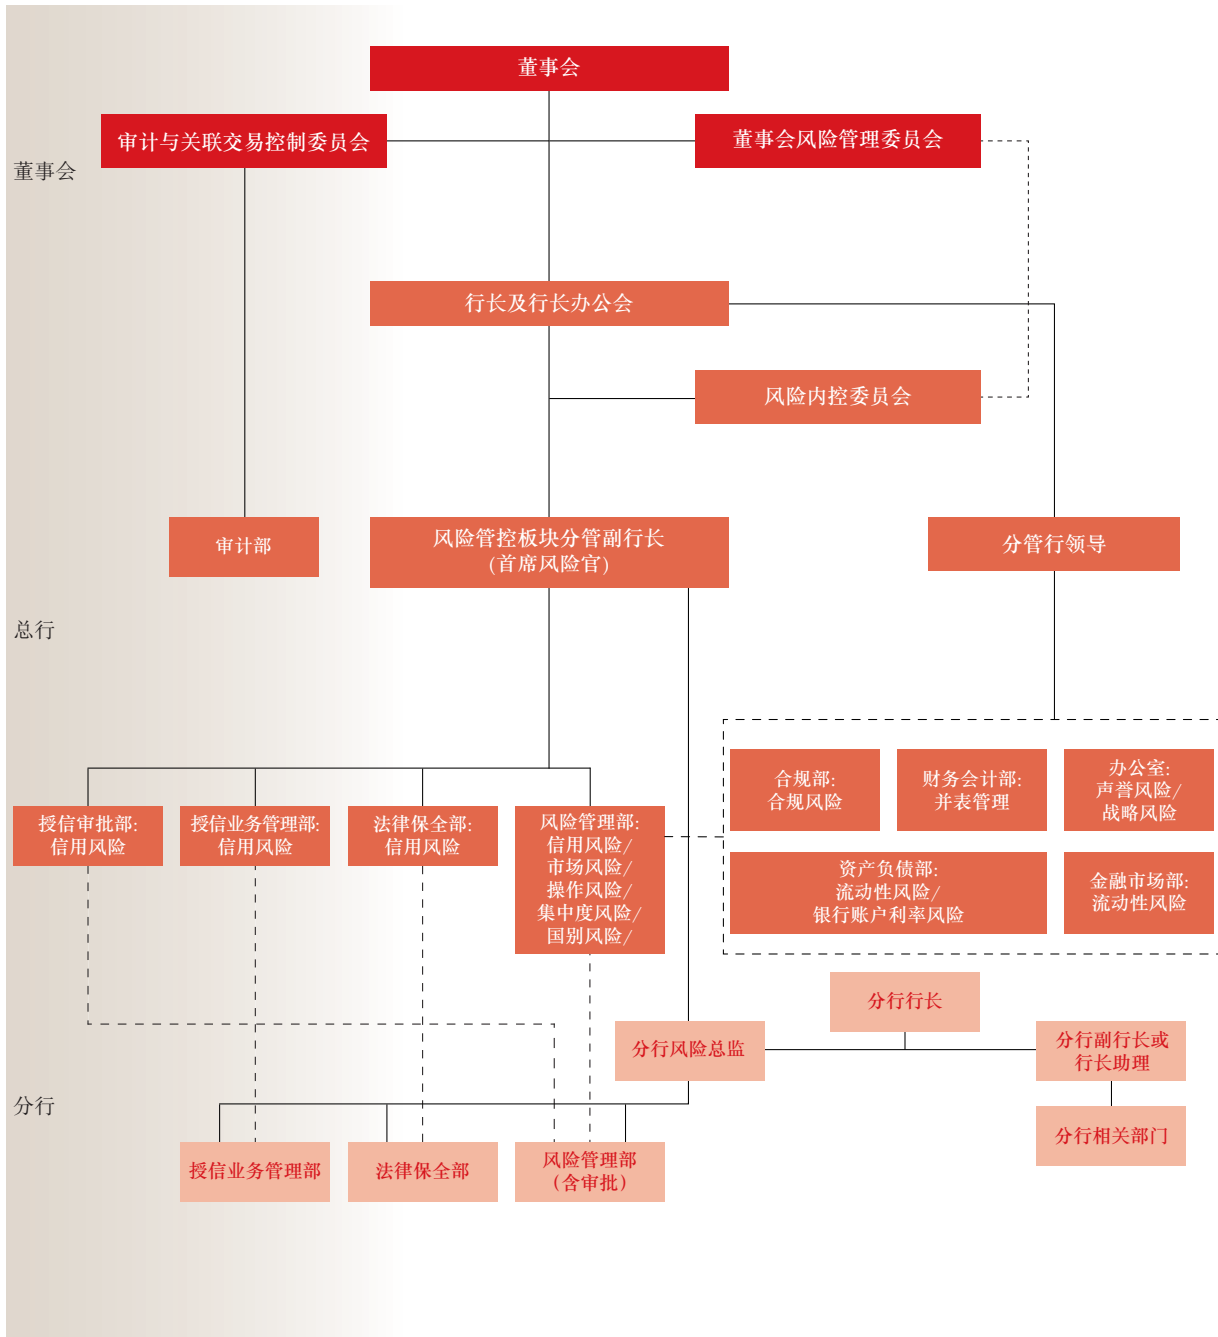 董事会
审计与关联交易控制委员会
董事会风险管理委员会
董事会
行长及行长办公会
风险内控委员会
审计部
风险管控板块分管副行长
(首席风险官)
分管行领导
总行
合规部:
合规风险
财务会计部:
并表管理
办公室:
声誉风险/
战略风险
授信审批部:
信用风险
授信业务管理部:
信用风险
法律保全部:
信用风险
风险管理部:
信用风险/
市场风险/
操作风险/
集中度风险/
国别风险/
资产负债部:
流动性风险/
银行账户利率风险
金融市场部:
流动性风险
分行行长
分行风险总监
分行副行长或
行长助理
分行
分行相关部门
授信业务管理部
法律保全部
风险管理部
（含审批）